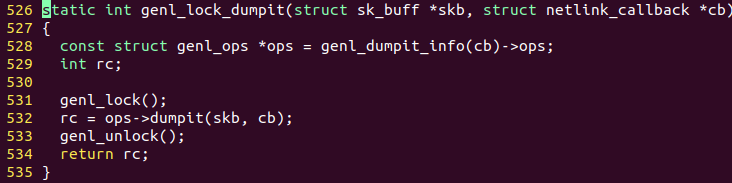 526 static int genl_lock_dumpit(struct sk_buff *skb, struct netlink_callback *cb)
527 {
528   const struct genl_ops *ops = genl_dumpit_info(cb)->ops;
529   int rc;
530
531   genl_lock();
532   rc = ops->dumpit(skb, cb);
533   genl_unlock();
534   return rc;
535 }